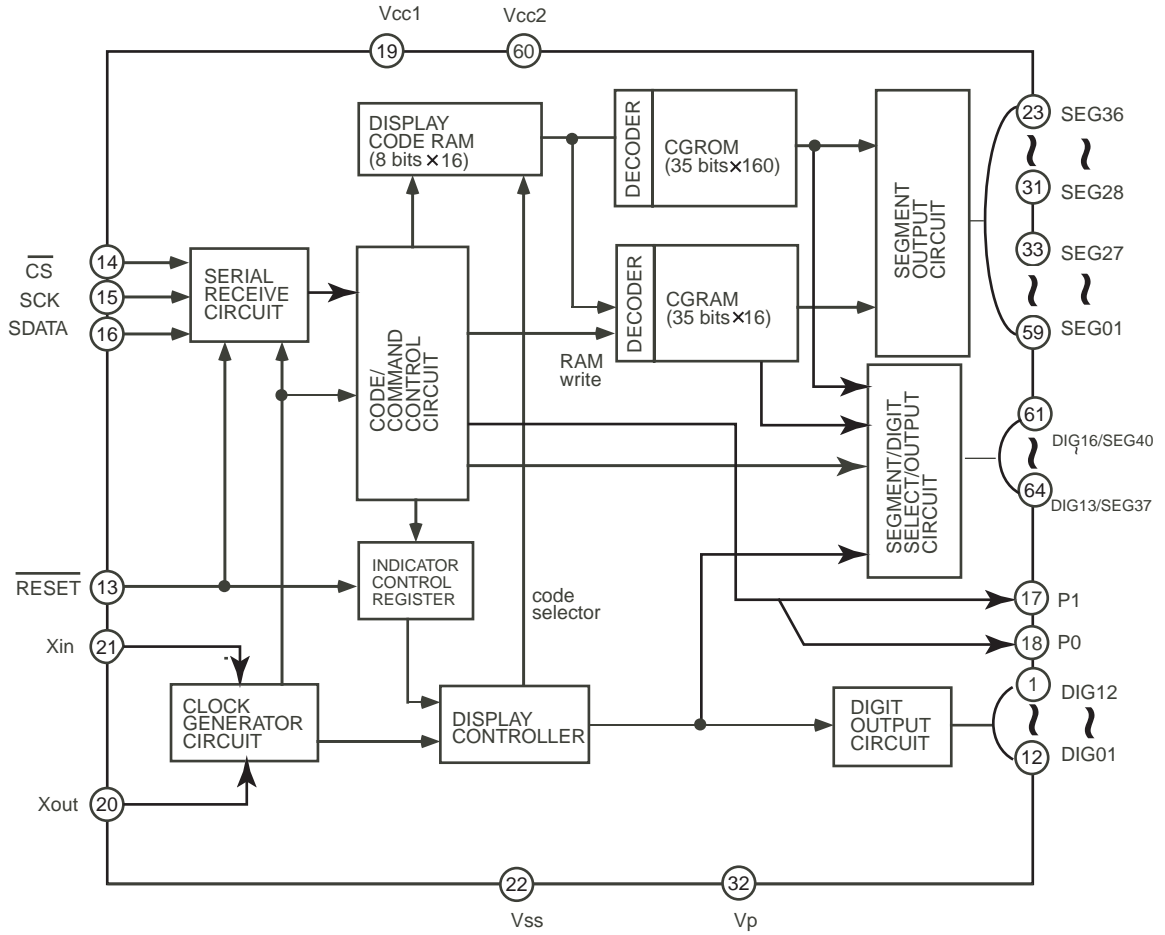 Vcc1
Vcc2
19
60
DISPLAY
CODE RAM
(8 bits×16)
DECODER
CGROM
(35 bits×160)
SEGMENT
OUTPUT
CIRCUIT
23
SEG36
31
SEG28
33
SEG27
59
SEG01
CS
14
SCK
15
SDATA
16
SERIAL
RECEIVE
CIRCUIT
CODE/
COMMAND
CONTROL
CIRCUIT
DECODER
CGRAM
(35 bits×16)
RAM
write
SEGMENT/DIGIT
SELECT/OUTPUT
CIRCUIT
61
DIG16/SEG40
64
DIG13/SEG37
RESET
13
INDICATOR
CONTROL
REGISTER
code
selector
17
P1
18
P0
Xin
21
CLOCK
GENERATOR
CIRCUIT
DISPLAY
CONTROLLER
DIGIT
OUTPUT
CIRCUIT
1
DIG12
12
DIG01
Xout
20
22
32
Vss
Vp